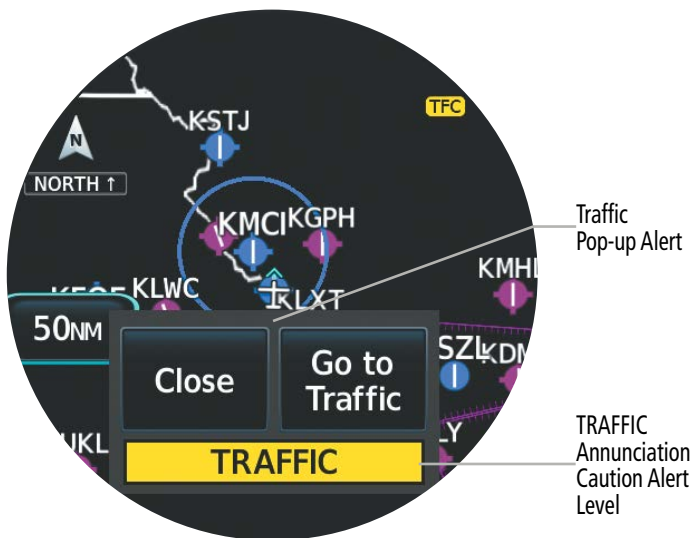 TFC
KSTJ
N
NORTH ↑
KMCI
KGPH
Traffic
Pop-up Alert
KMHL
KLWC
KLXT
50NM
SZL
KDM
Close
Go to
Traffic
UKL
LY
TRAFFIC
TRAFFIC
Annunciation
Caution Alert
Level